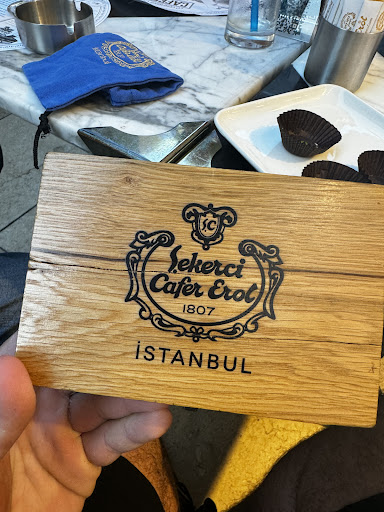 ŞC
Şekerci
Cafer Erol
1807
İSTANBUL